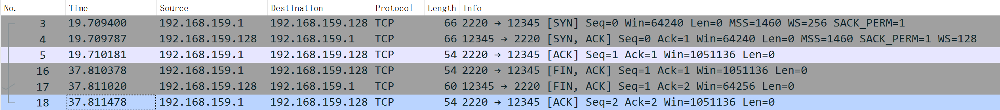 No. Time Source Destination Protocol Length Info
3 19.709400 192.168.159.1 192.168.159.128 TCP 66 2220 → 12345 [SYN] Seq=0 Win=64240 Len=0 MSS=1460 WS=256 SACK_PERM=1
4 19.709787 192.168.159.128 192.168.159.1 TCP 66 12345 → 2220 [SYN, ACK] Seq=0 Ack=1 Win=64240 Len=0 MSS=1460 SACK_PERM=1 WS=128
5 19.710181 192.168.159.1 192.168.159.128 TCP 54 2220 → 12345 [ACK] Seq=1 Ack=1 Win=1051136 Len=0
16 37.810378 192.168.159.1 192.168.159.128 TCP 54 2220 → 12345 [FIN, ACK] Seq=1 Ack=1 Win=1051136 Len=0
17 37.811020 192.168.159.128 192.168.159.1 TCP 60 12345 → 2220 [FIN, ACK] Seq=1 Ack=2 Win=64256 Len=0
18 37.811478 192.168.159.1 192.168.159.128 TCP 54 2220 → 12345 [ACK] Seq=2 Ack=2 Win=1051136 Len=0